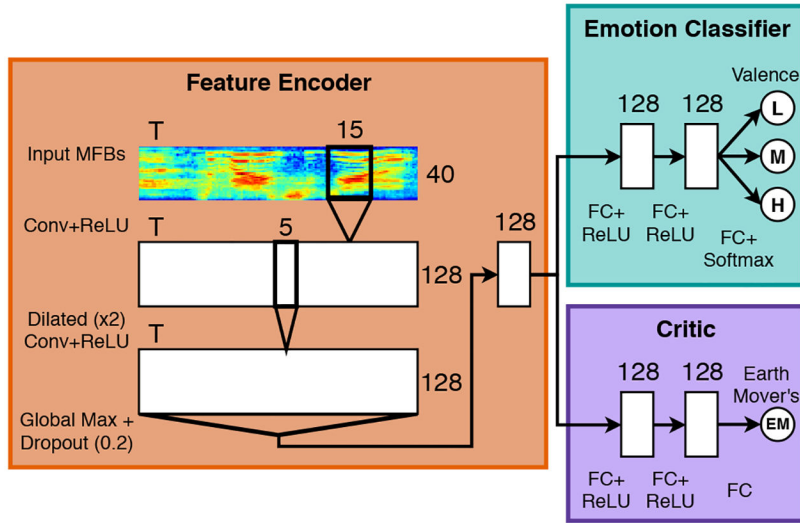 Feature Encoder
T
15
Input MFBs
40
Conv+ReLU
T
5
128
Dilated (x2)
Conv+ReLU
T
128
Global Max +
Dropout (0.2)
128
Emotion Classifier
Valence
128
128
L
M
H
FC+
ReLU
FC+
ReLU
FC+
Softmax
Critic
128
128
Earth
Mover's
EM
FC+
ReLU
FC+
ReLU
FC